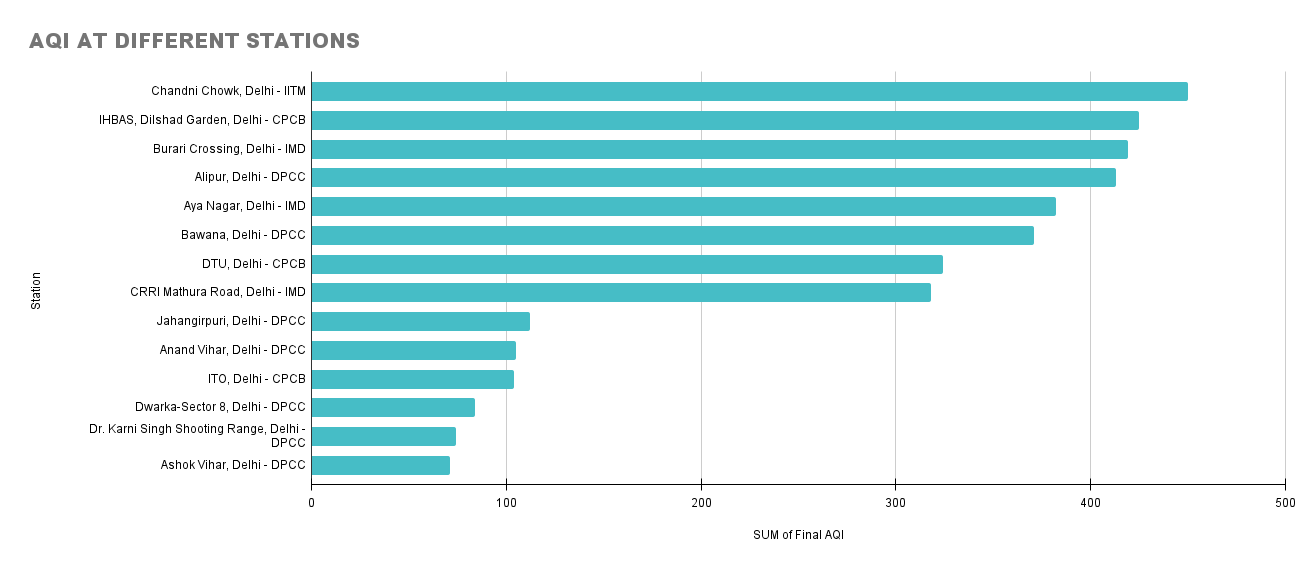 AQI AT DIFFERENT STATIONS
Chandni Chowk, Delhi - IITM
IHBAS, Dilshad Garden, Delhi - CPCB
Burari Crossing, Delhi - IMD
Alipur, Delhi - DPCC
Aya Nagar, Delhi - IMD
Bawana, Delhi - DPCC
DTU, Delhi - CPCB
CRRI Mathura Road, Delhi - IMD
Jahangirpuri, Delhi - DPCC
Anand Vihar, Delhi - DPCC
ITO, Delhi - CPCB
Dwarka-Sector 8, Delhi - DPCC
Dr. Karni Singh Shooting Range, Delhi -
DPCC
Ashok Vihar, Delhi - DPCC
Station
0 100 200 300 400 500
SUM of Final AQI